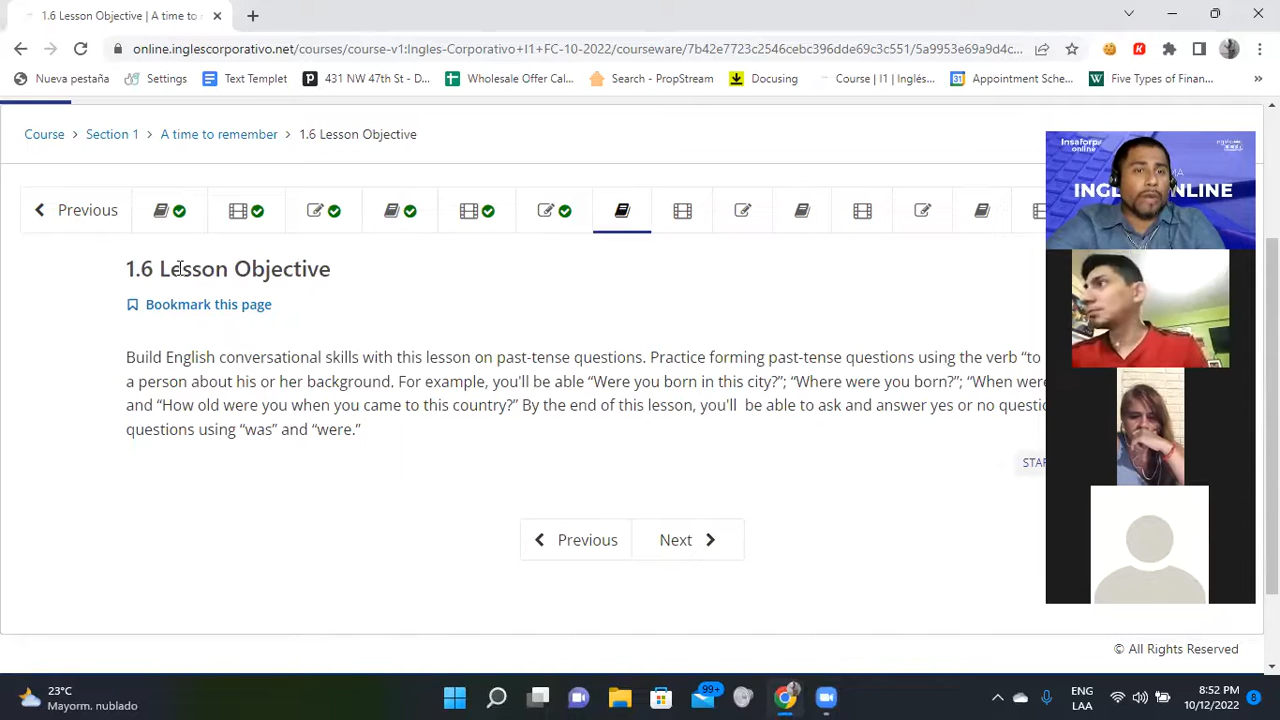 1.6 Lesson Objective | A time to
online.inglescorporativo.net/courses/course-v1:Ingles-Corporativo+I1+FC-10-2022/courseware/7b42e7723c2546cebc396dde69c3c551/5a9953e69a9d4c...
Nueva pestaña
Settings
Text Templet
431 NW 47th St - D...
Wholesale Offer Cal...
Search - PropStream
Docusing
Course | I1 | Ingles...
Appointment Sche...
Five Types of Finan...
Course > Section 1 > A time to remember > 1.6 Lesson Objective
Previous
1.6 Lesson Objective
Bookmark this page
Build English conversational skills with this lesson on past-tense questions. Practice forming past-tense questions using the verb “to
a person about his or her background. For example, you'll be able “Were you born in this city?”; “Where were you born?”; “When were
and “How old were you when you came to this country?” By the end of this lesson, you'll be able to ask and answer yes or no questio
questions using “was” and “were.”
STAR
Previous
Next
© All Rights Reserved
Insaforp
online
INGL NLINE
23°C
Mayorm. nublado
99+
ENG
LAA
8:52 PM
10/12/2022
8